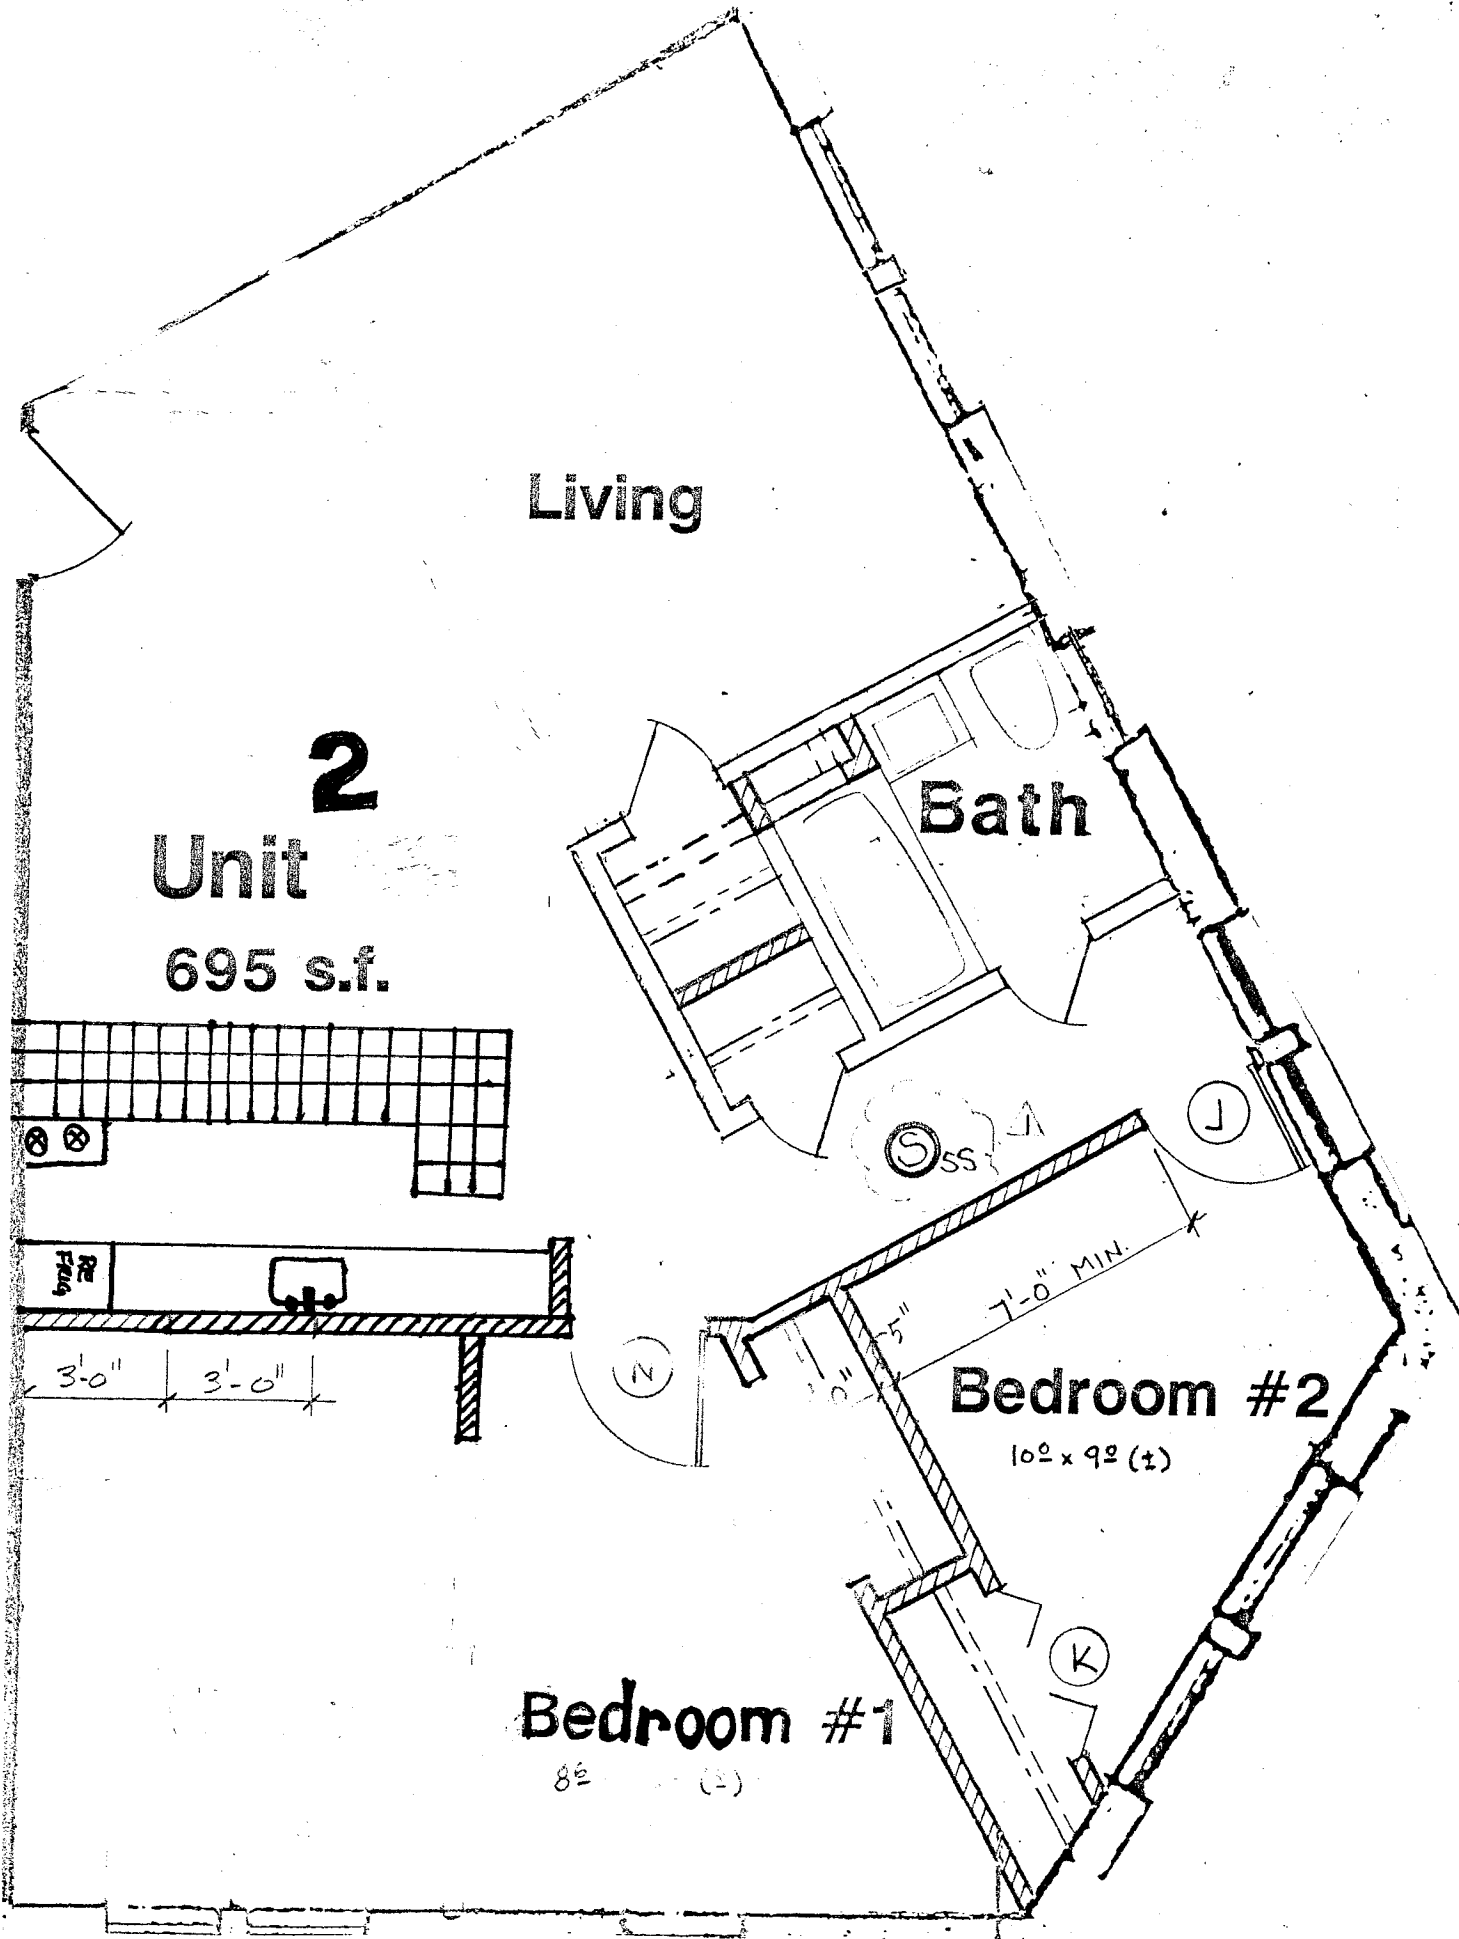 Living
2
Unit
Bath
695 s.f.
S SS
J
RE
FRIG
7'-0" MIN.
3'-0" 3'-0"
N
5"
Bedroom #2
10⁰ x 9⁰ (±)
K
Bedroom #1
8⁶ (±)